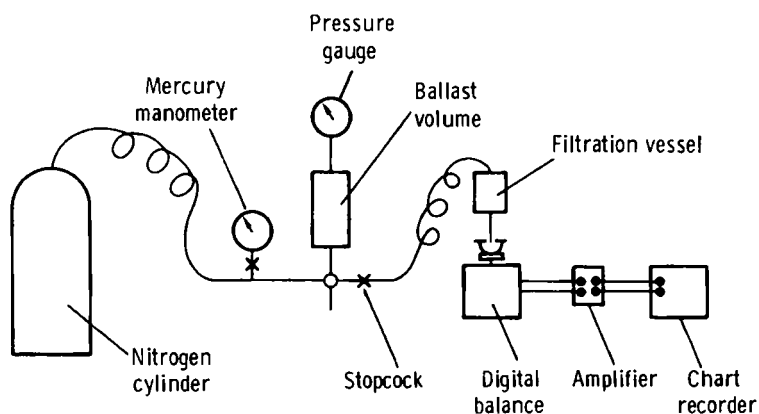 Pressure
gauge
Mercury
manometer
Ballast
volume
Filtration vessel
Nitrogen
cylinder
Stopcock
Digital
balance
Amplifier
Chart
recorder